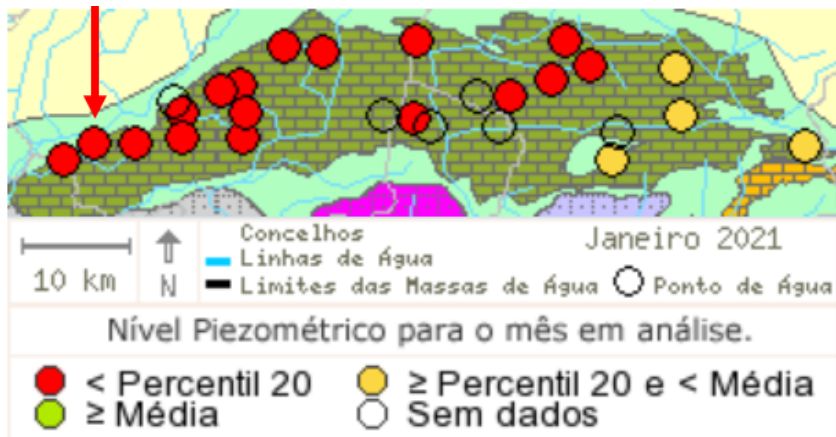 Concelhos
Janeiro 2021
Linhas de Água
10 km
N
Limites das Massas de Água
Ponto de Água
Nível Piezométrico para o mês em análise.
< Percentil 20
≥ Percentil 20 e < Média
≥ Média
Sem dados